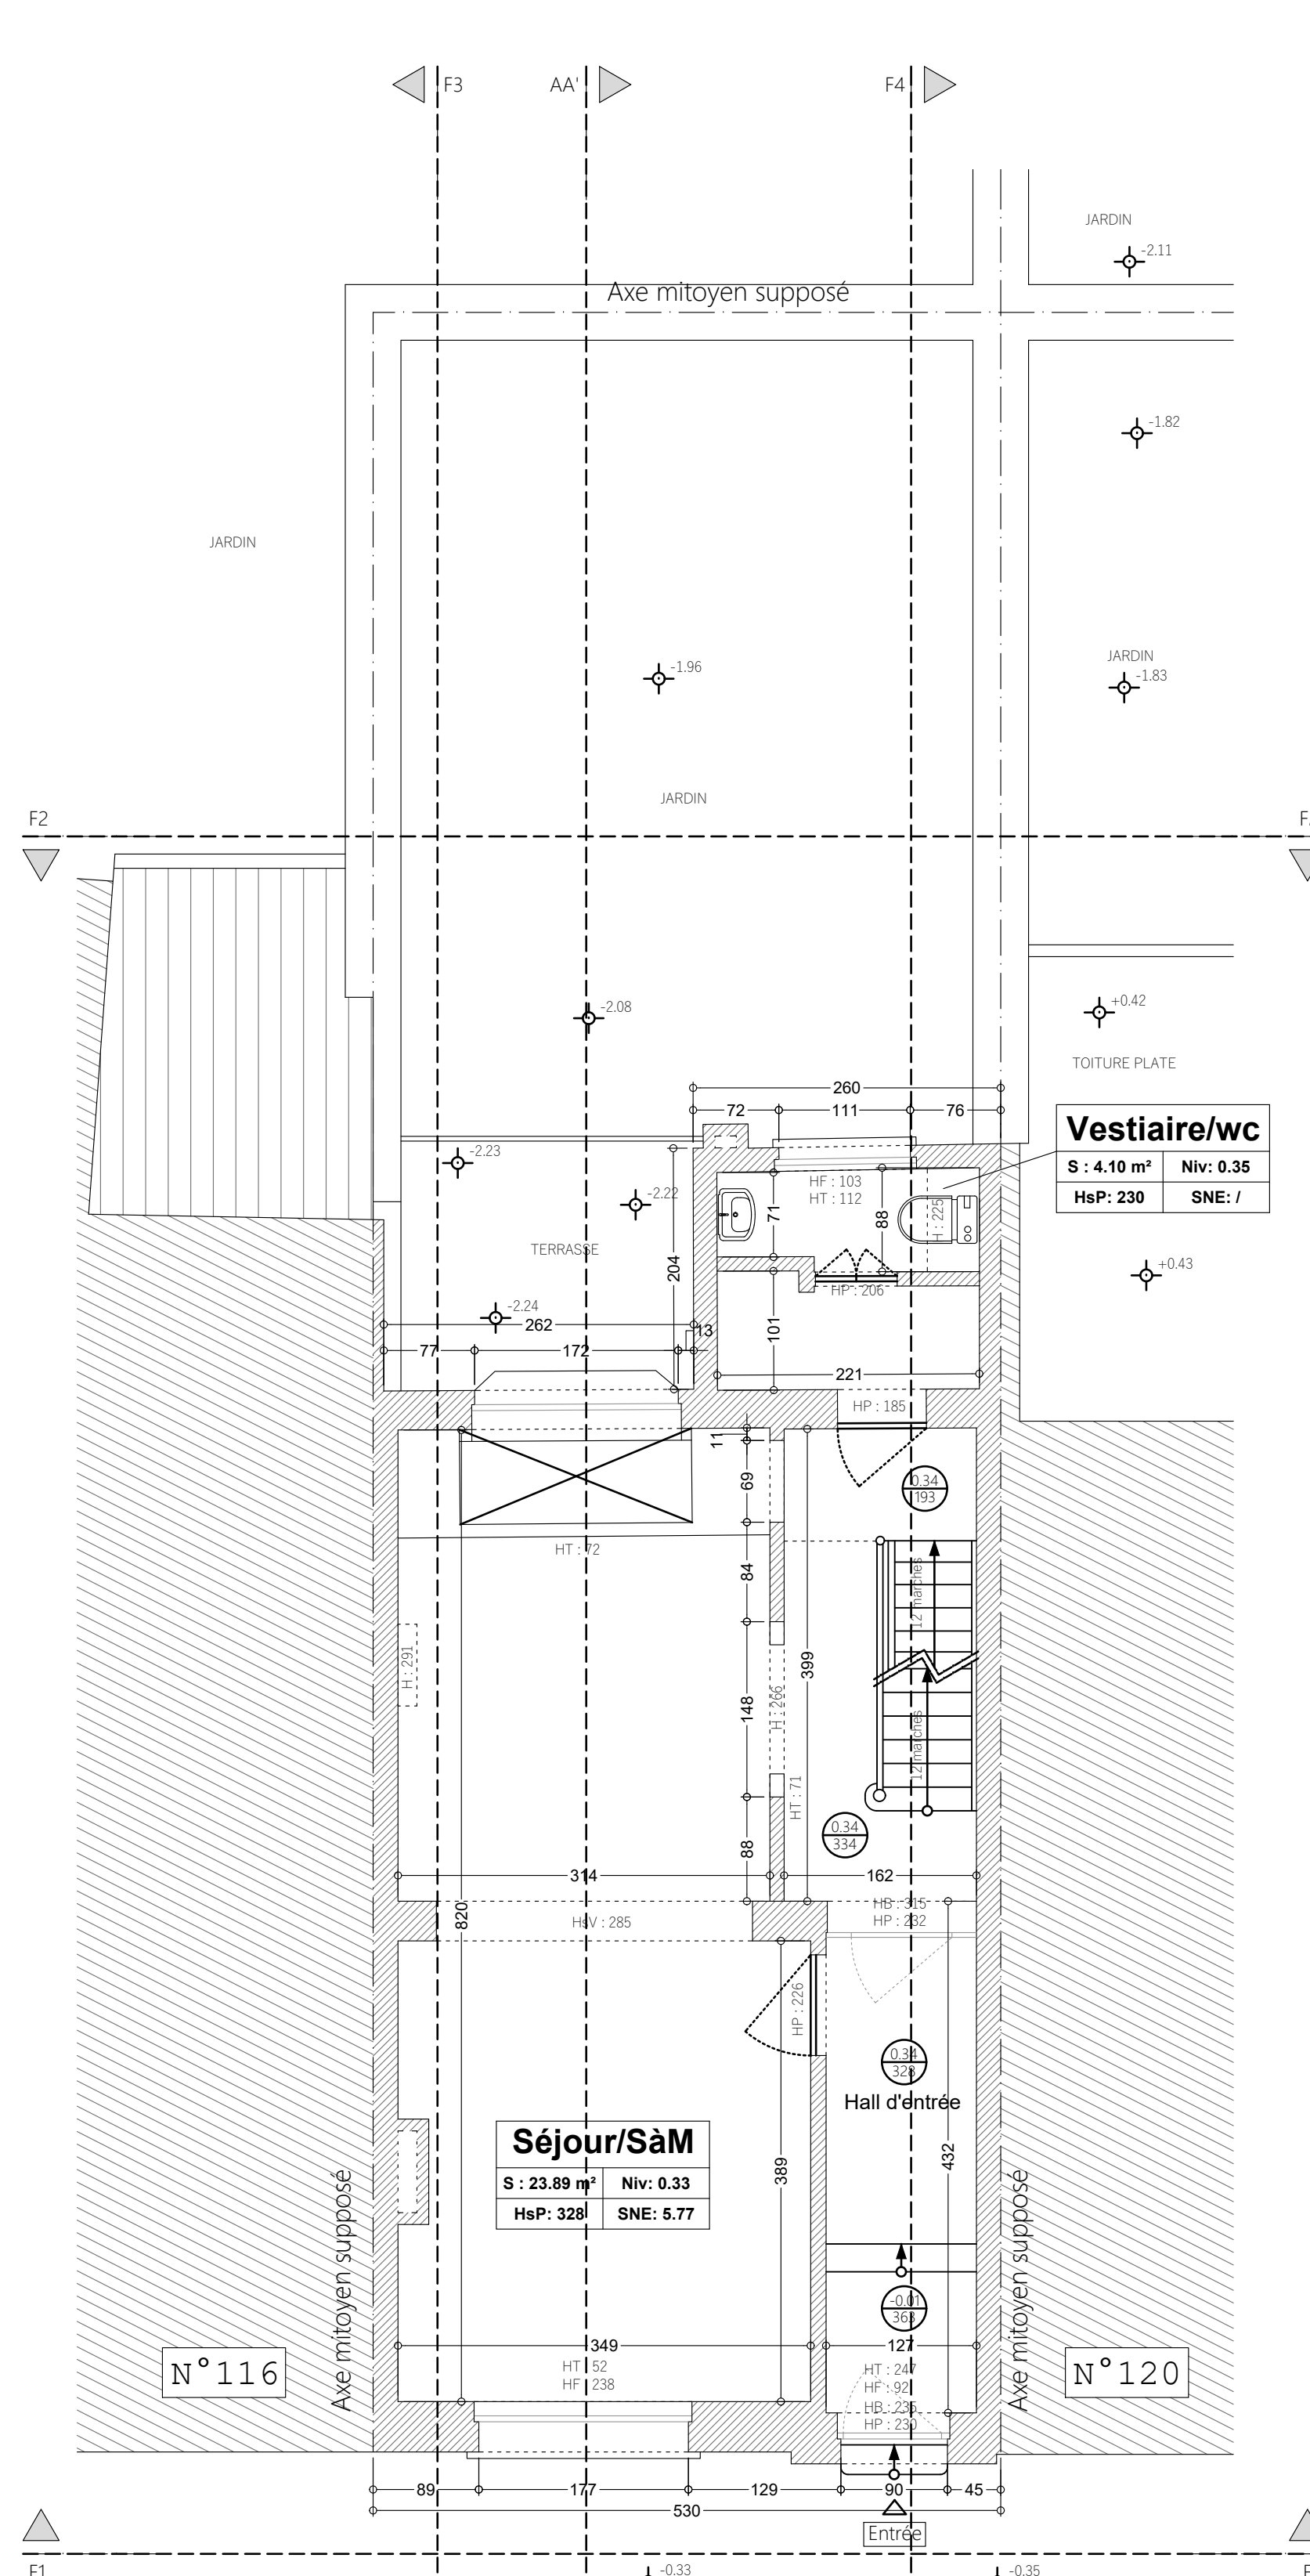 F3
AA'
F4
JARDIN
-2.11
Axe mitoyen supposé
-1.82
JARDIN
JARDIN
-1.96
-1.83
JARDIN
F2
-2.08
+0.42
TOITURE PLATE
260
72
111
76
Vestiaire/wc
S : 4.10 m²
Niv: 0.35
HsP: 230
SNE: /
-2.23
-2.22
HF : 103
HT : 112
71
88
H : 225
TERRASSE
204
+0.43
HP : 206
-2.24
262
13
101
77
172
221
HP : 185
11
69
0.34
193
HT : 72
84
12 marches
H : 291
399
148
H : 266
12 marches
HT : 71
0.34
334
88
314
162
820
HsV : 285
HB : 315
HP : 232
HP : 226
0.34
328
Hall d'entrée
Séjour/SàM
S : 23.89 m²
Niv: 0.33
HsP: 328
SNE: 5.77
389
432
Axe mitoyen supposé
Axe mitoyen supposé
-0.01
363
349
127
N°116
HT : 52
HF : 238
HT : 247
HF : 92
HB : 235
HP : 230
N°120
89
177
129
90
45
530
Entrée
F1
-0.33
-0.35